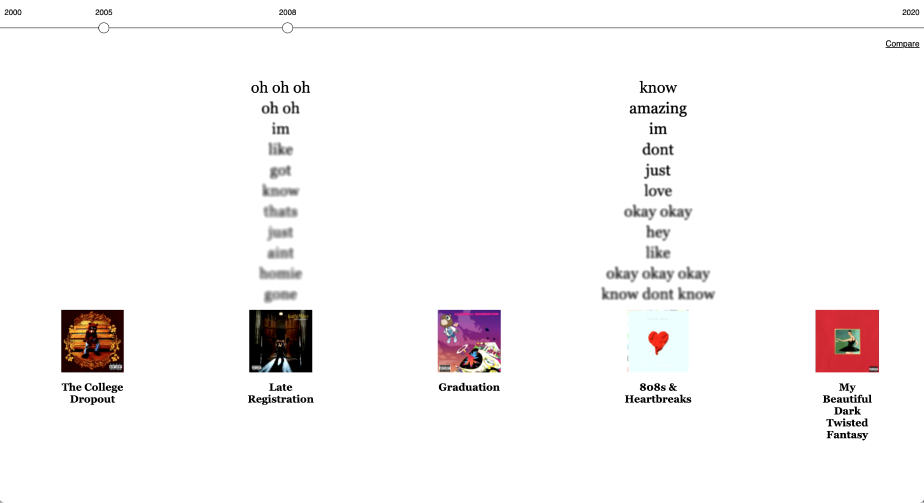 2000
2005
2008
2020
Compare
oh oh oh
oh oh
im
like
got
know
thats
just
aint
homie
gone
know
amazing
im
dont
just
love
okay okay
hey
like
okay okay okay
know dont know
The College
Dropout
Late
Registration
Graduation
808s &
Heartbreaks
My
Beautiful
Dark
Twisted
Fantasy